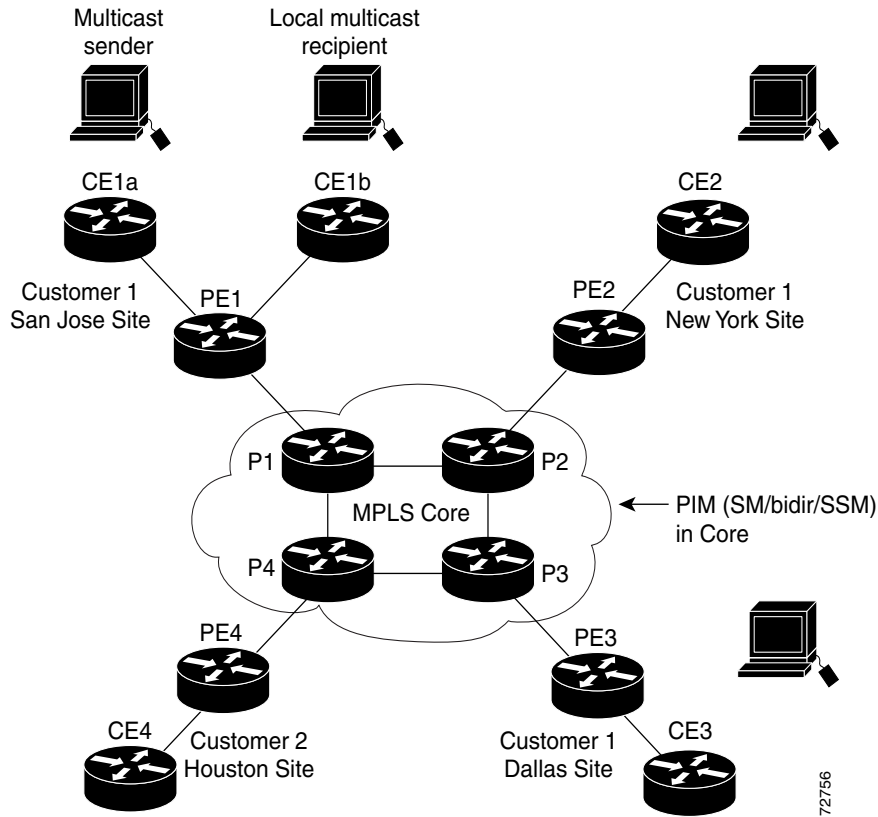 Multicast
sender
Local multicast
recipient
CE1a
CE1b
CE2
Customer 1
San Jose Site
PE1
PE2
Customer 1
New York Site
P1
P2
MPLS Core
PIM (SM/bidir/SSM)
in Core
P4
P3
PE4
PE3
CE4
Customer 2
Houston Site
Customer 1
Dallas Site
CE3
72756